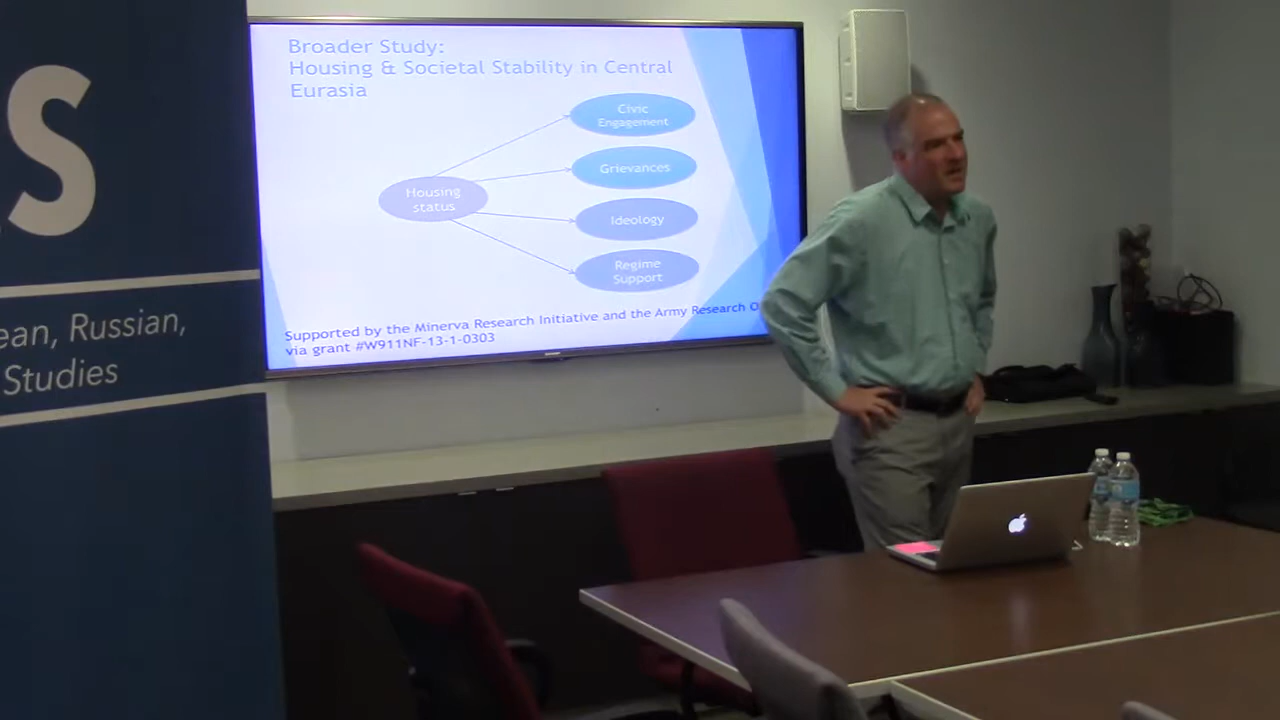 S
ean, Russian,
Studies
Broader Study:
Housing & Societal Stability in Central
Eurasia
Civic
Engagement
Grievances
Housing
status
Ideology
Regime
Support
Supported by the Minerva Research Initiative and the Army Research O
via grant #W911NF-13-1-0303